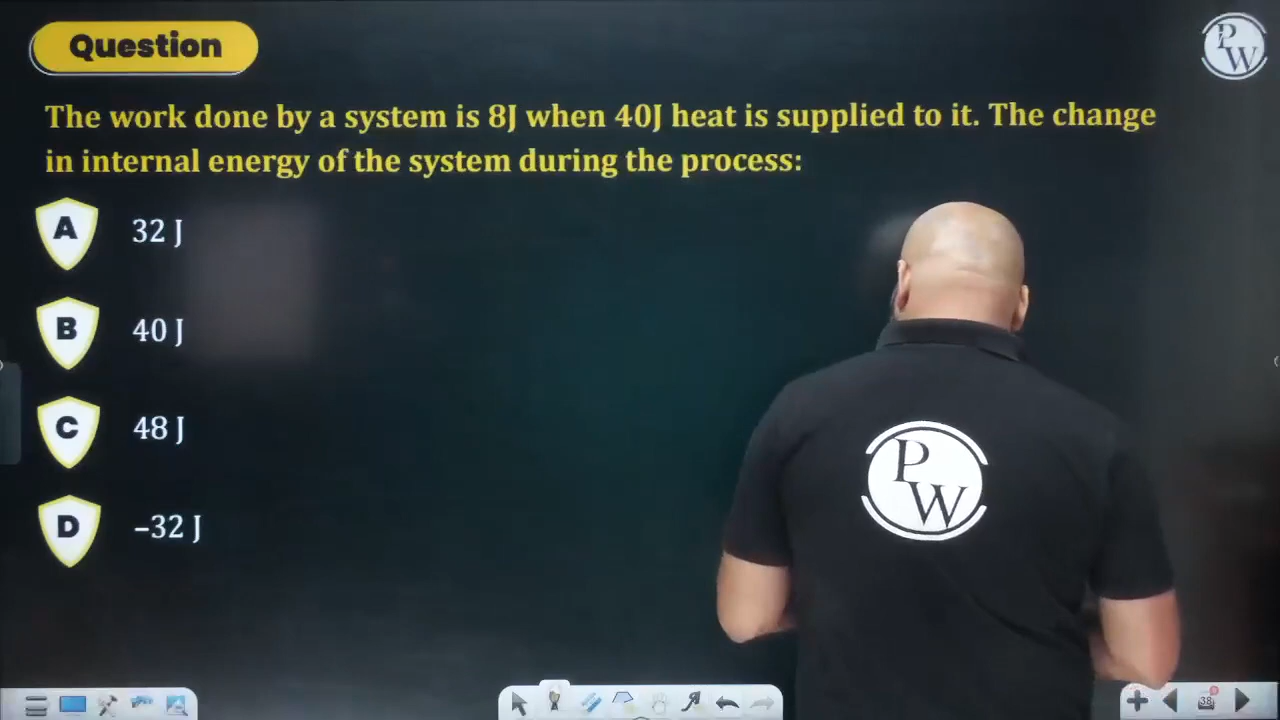 Question
PW
The work done by a system is 8J when 40J heat is supplied to it. The change
in internal energy of the system during the process:
A 32 J
B 40 J
C 48 J
D –32 J
PW
38